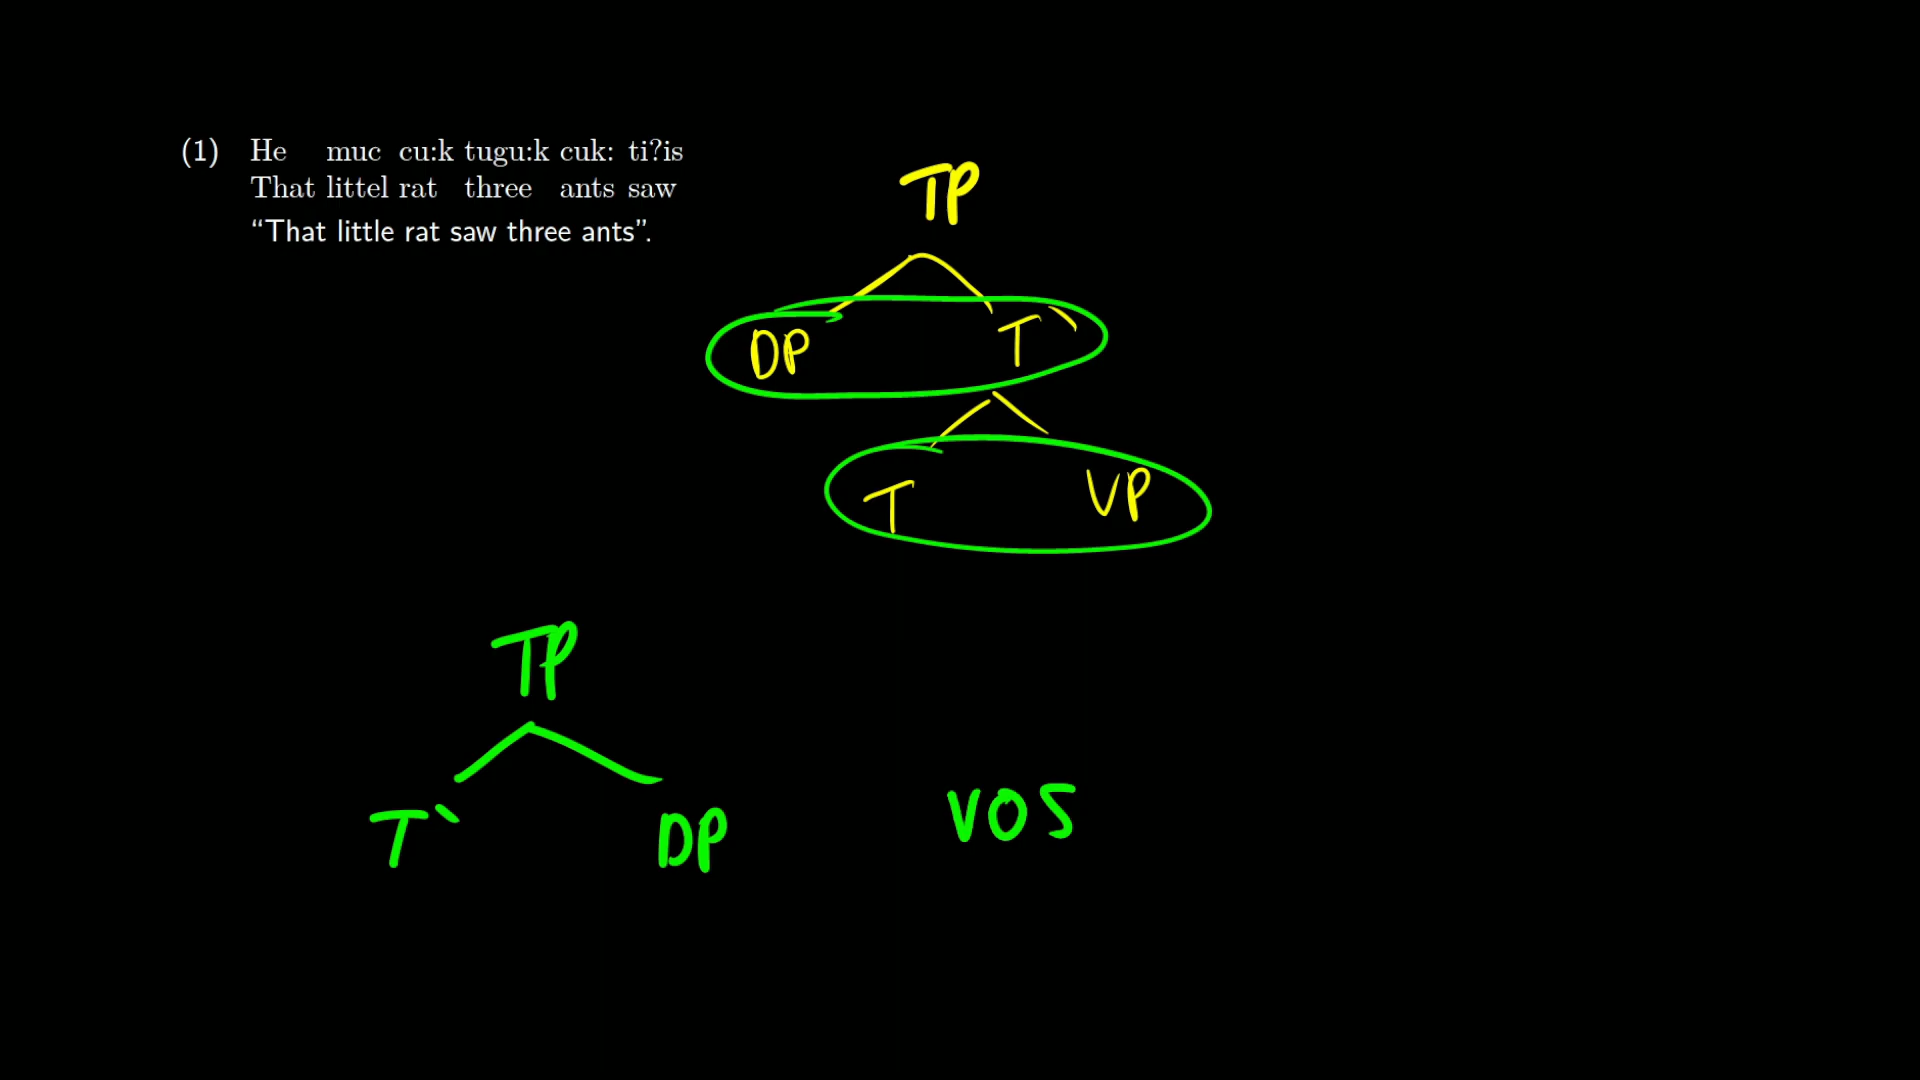 (1) He muc cu:k tugu:k cuk: ti?is
That littel rat three ants saw
“That little rat saw three ants”.
TP
DP T`
T VP
TP
T` DP
VOS